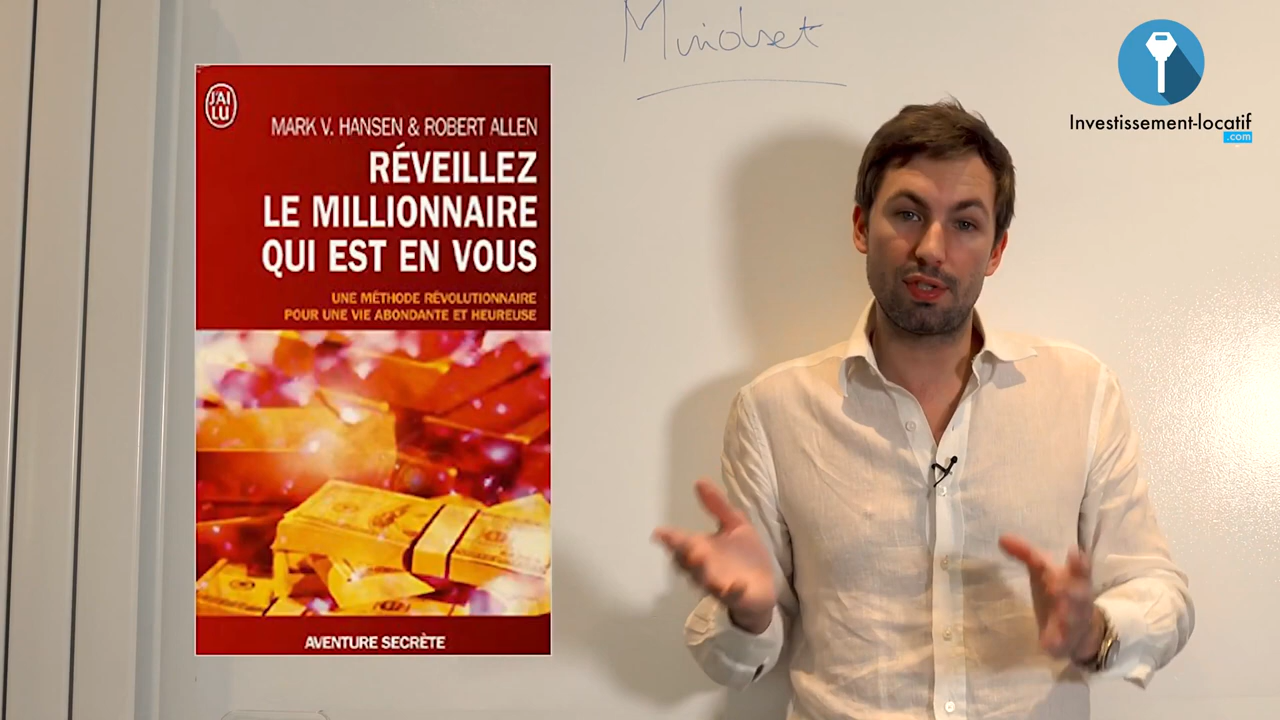 Mindset
Investissement-locatif
.com
J'AI
LU
MARK V. HANSEN & ROBERT ALLEN
RÉVEILLEZ
LE MILLIONNAIRE
QUI EST EN VOUS
UNE MÉTHODE RÉVOLUTIONNAIRE
POUR UNE VIE ABONDANTE ET HEUREUSE
AVENTURE SECRÈTE